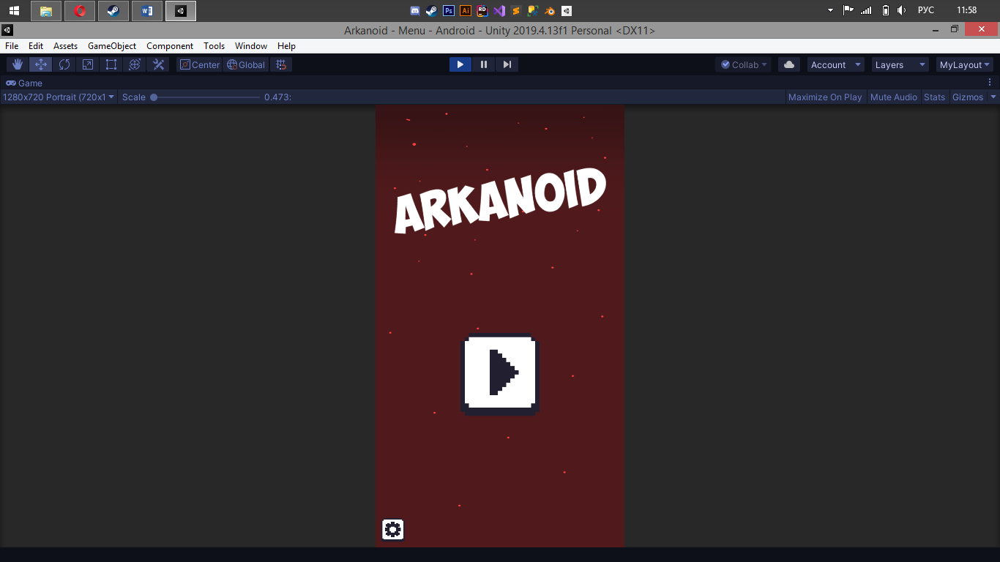 РУС 11:58
Arkanoid - Menu - Android - Unity 2019.4.13f1 Personal <DX11>
File Edit Assets GameObject Component Tools Window Help
Center Global Collab Account Layers MyLayout
Game
1280x720 Portrait (720x1 Scale 0.473: Maximize On Play Mute Audio Stats Gizmos
ARKANOID